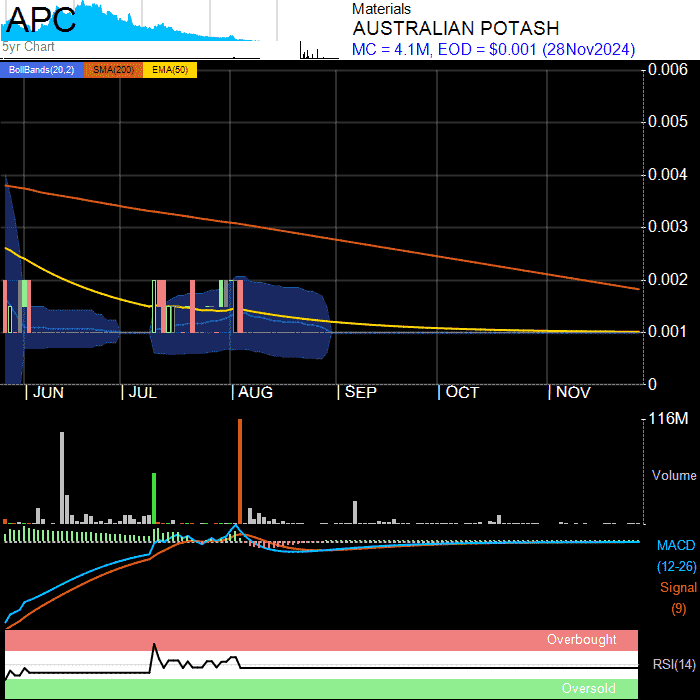 APC
5yr Chart
Materials
AUSTRALIAN POTASH
MC = 4.1M, EOD = $0.001 (28Nov2024)
BollBands(20,2) SMA(200) EMA(50)
0.006
0.005
0.004
0.003
0.002
0.001
0
JUN JUL AUG SEP OCT NOV
116M
Volume
MACD
(12-26)
Signal
(9)
Overbought
RSI(14)
Oversold